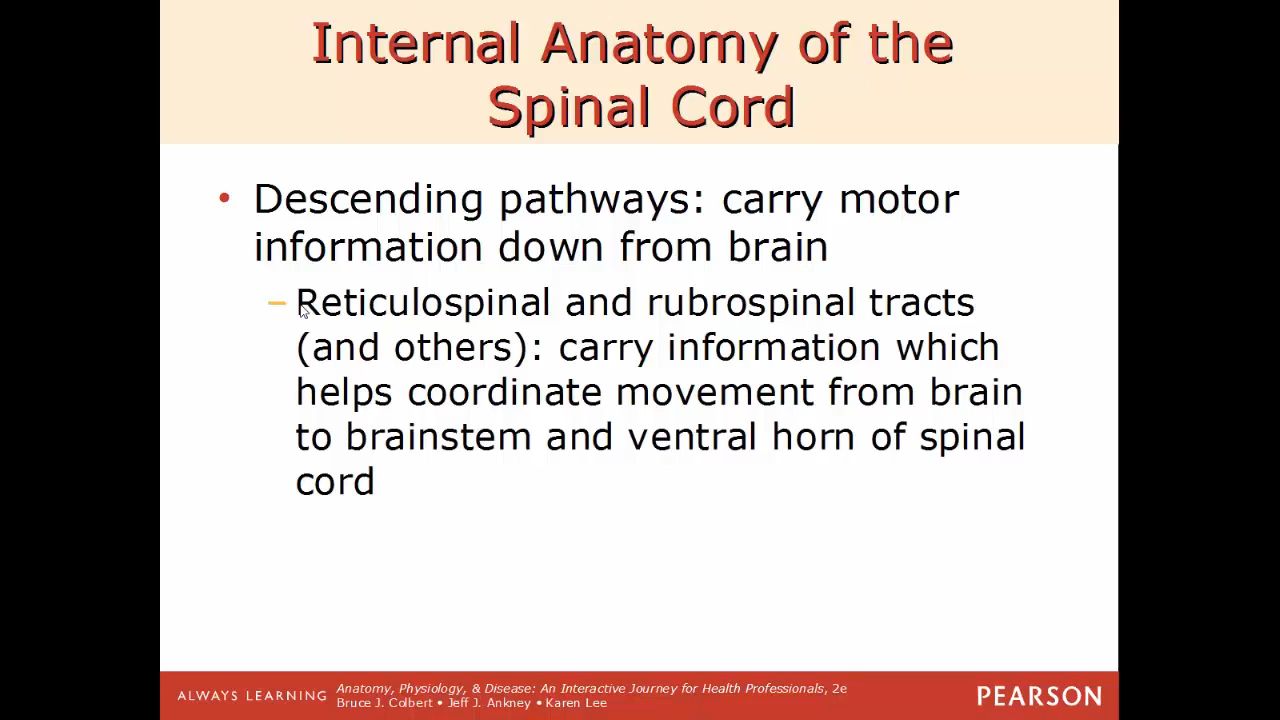 Internal Anatomy of the
Spinal Cord
• Descending pathways: carry motor
information down from brain
– Reticulospinal and rubrospinal tracts
(and others): carry information which
helps coordinate movement from brain
to brainstem and ventral horn of spinal
cord
ALWAYS LEARNING
Anatomy, Physiology, & Disease: An Interactive Journey for Health Professionals, 2e
Bruce J. Colbert • Jeff J. Ankney • Karen Lee
PEARSON